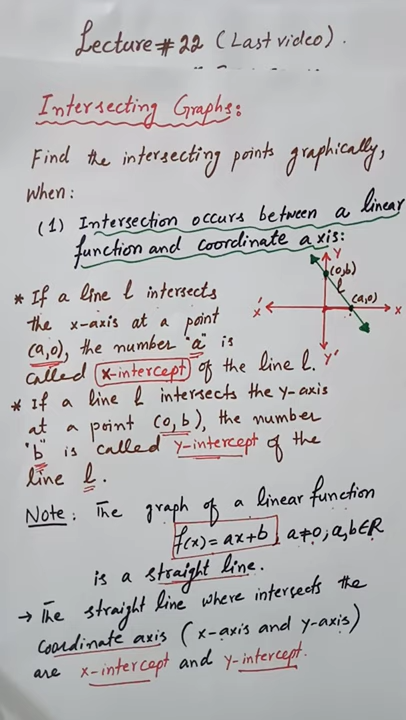 Lecture # 22 (Last video).
Intersecting Graphs:
Find the intersecting points graphically,
when:
(1) Intersection occurs between a linear
function and coordinate axis:
Y
(0,b)
l
(a,0)
X'
X
Y'
* If a line l intersects
the x-axis at a point
(a,0), the number "a" is
called x-intercept of the line l.
* If a line l intersects the y-axis
at a point (0,b), the number
"b" is called y-intercept of the
line l.
Note: The graph of a linear function
f(x) = ax+b, a≠0; a,b∈R
is a straight line.
→ The straight line where intersects the
coordinate axis (x-axis and y-axis)
are x-intercept and y-intercept.